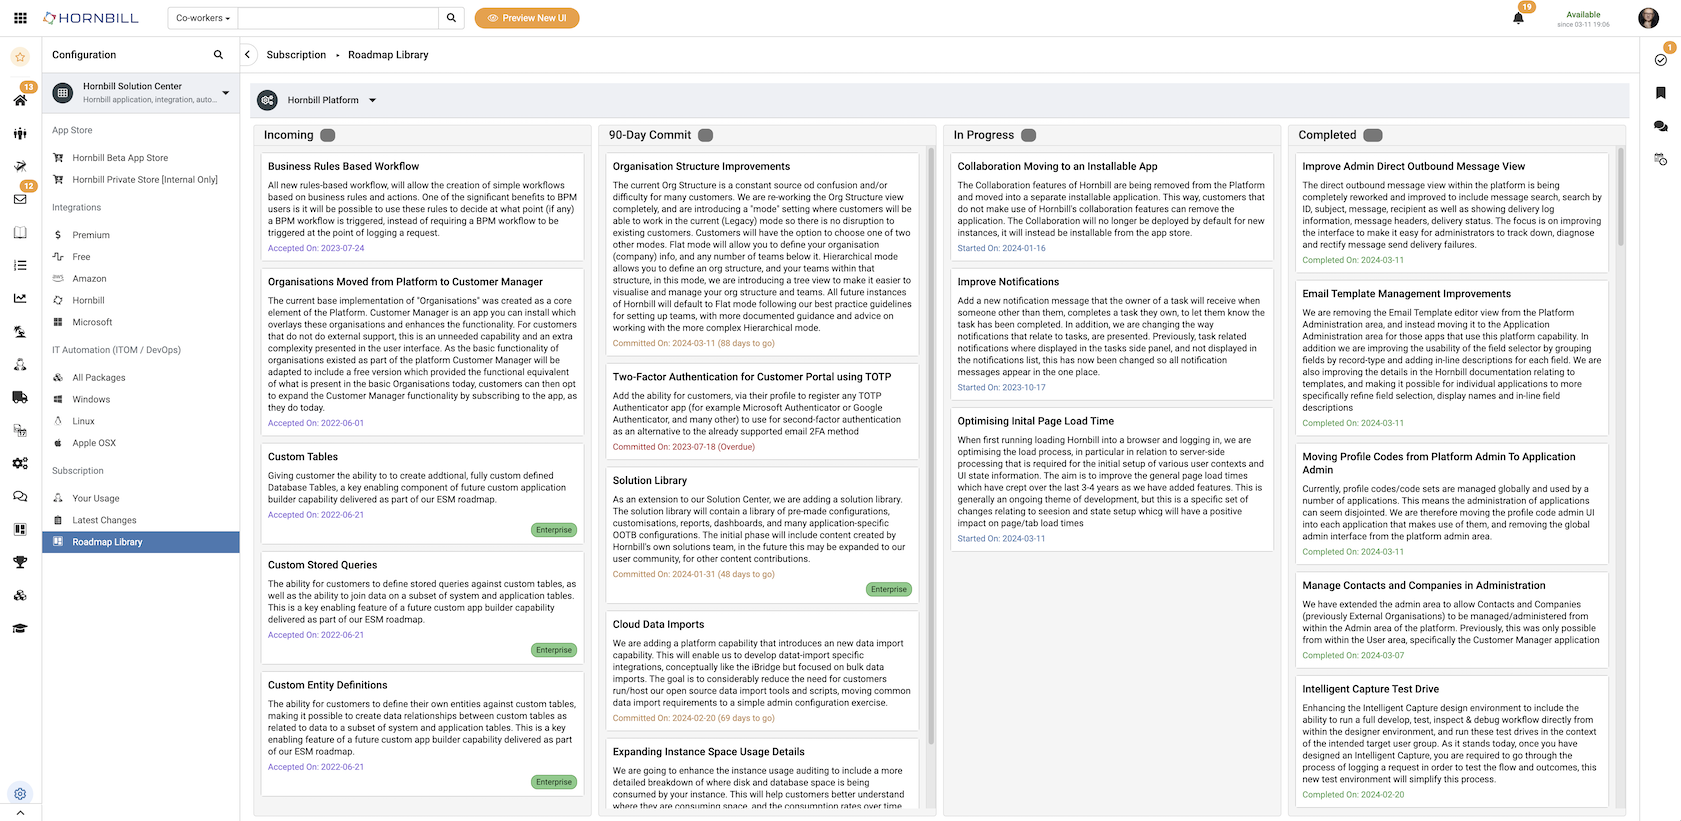 HORNBILL
Co-workers
Preview New UI
19
Available
since 03-11 19:06
Configuration
Subscription
Roadmap Library
1
13
12
Hornbill Solution Center
Hornbill application, integration, auto...
App Store
Hornbill Beta App Store
Hornbill Private Store [Internal Only]
Integrations
Premium
Free
Amazon
Hornbill
Microsoft
IT Automation (ITOM / DevOps)
All Packages
Windows
Linux
Apple OSX
Subscription
Your Usage
Latest Changes
Roadmap Library
Hornbill Platform
Incoming
Business Rules Based Workflow
All new rules-based workflow, will allow the creation of simple workflows
based on business rules and actions. One of the significant benefits to BPM
users is it will be possible to use these rules to decide at what point (if any)
a BPM workflow is triggered, instead of requiring a BPM workflow to be
triggered at the point of logging a request.
Accepted On: 2023-07-24
Organisations Moved from Platform to Customer Manager
The current base implementation of "Organisations" was created as a core
element of the Platform. Customer Manager is an app you can install which
overlays these organisations and enhances the functionality. For customers
that do not do external support, this is an unneeded capability and an extra
complexity presented in the user interface. As the basic functionality of
organisations existed as part of the platform Customer Manager will be
adapted to include a free version which provided the functional equivalent
of what is present in the basic Organisations today, customers can then opt
to expand the Customer Manager functionality by subscribing to the app, as
they do today.
Accepted On: 2022-06-01
Custom Tables
Giving customer the ability to to create addtional, fully custom defined
Database Tables, a key enabling component of future custom application
builder capability delivered as part of our ESM roadmap.
Accepted On: 2022-06-21
Enterprise
Custom Stored Queries
The ability for customers to define stored queries against custom tables, as
well as the ability to join data on a subset of system and application tables.
This is a key enabling feature of a future custom app builder capability
delivered as part of our ESM roadmap.
Accepted On: 2022-06-21
Enterprise
Custom Entity Definitions
The ability for customers to define their own entities against custom tables,
making it possible to create data relationships between custom tables as
related to data to a subset of system and application tables. This is a key
enabling feature of a future custom app builder capability delivered as part
of our ESM roadmap.
Accepted On: 2022-06-21
Enterprise
90-Day Commit
Organisation Structure Improvements
The current Org Structure is a constant source od confusion and/or
difficulty for many customers. We are re-working the Org Structure view
completely, and are introducing a "mode" setting where customers will be
able to work in the current (Legacy) mode so there is no disruption to
existing customers. Customers will have the option to choose one of two
other modes. Flat mode will allow you to define your organisation
(company) info, and any number of teams below it. Hierarchical mode
allows you to define an org structure, and your teams within that
structure, in this mode, we are introducing a tree view to make it easier to
visualise and manage your org structure and teams. All future instances
of Hornbill will default to Flat mode following our best practice guidelines
for setting up teams, with more documented guidance and advice on
working with the more complex Hierarchical mode.
Committed On: 2024-03-11 (88 days to go)
Two-Factor Authentication for Customer Portal using TOTP
Add the ability for customers, via their profile to register any TOTP
Authenticator app (for example Microsoft Authenticator or Google
Authenticator, and many other) to use for second-factor authentication
as an alternative to the already supported email 2FA method
Committed On: 2023-07-18 (Overdue)
Solution Library
As an extension to our Solution Center, we are adding a solution library.
The solution library will contain a library of pre-made configurations,
customisations, reports, dashboards, and many application-specific
OOTB configurations. The initial phase will include content created by
Hornbill's own solutions team, in the future this may be expanded to our
user community, for other content contributions.
Committed On: 2024-01-31 (48 days to go)
Enterprise
Cloud Data Imports
We are adding a platform capability that introduces an new data import
capability. This will enable us to develop datat-import specific
integrations, conceptually like the iBridge but focused on bulk data
imports. The goal is to considerably reduce the need for customers
run/host our open source data import tools and scripts, moving common
data import requirements to a simple admin configuration exercise.
Committed On: 2024-02-20 (69 days to go)
Expanding Instance Space Usage Details
We are going to enhance the instance usage auditing to include a more
detailed breakdown of where disk and database space is being
consumed by your instance. This will help customers better understand
where they are consuming space, and the consumption rates over time
In Progress
Collaboration Moving to an Installable App
The Collaboration features of Hornbill are being removed from the Platform
and moved into a separate installable application. This way, customers that
do not make use of Hornbill's collaboration features can remove the
application. The Collaboration will no longer be deployed by default for new
instances, it will instead be installable from the app store.
Started On: 2024-01-16
Improve Notifications
Add a new notification message that the owner of a task will receive when
someone other than them, completes a task they own, to let them know the
task has been completed. In addition, we are changing the way
notifications that relate to tasks, are presented. Previously, task related
notifications where displayed in the tasks side panel, and not displayed in
the notifications list, this has now been changed so all notification
messages appear in the one place.
Started On: 2023-10-17
Optimising Inital Page Load Time
When first running loading Hornbill into a browser and logging in, we are
optimising the load process, in particular in relation to server-side
processing that is required for the initial setup of various user contexts and
UI state information. The aim is to improve the general page load times
which have crept over the last 3-4 years as we have added features. This is
generally an ongoing theme of development, but this is a specific set of
changes relating to seesion and state setup whicg will have a positive
impact on page/tab load times
Started On: 2024-03-11
Completed
Improve Admin Direct Outbound Message View
The direct outbound message view within the platform is being
completely reworked and improved to include message search, search by
ID, subject, message, recipient as well as showing delivery log
information, message headers, delivery status. The focus is on improving
the interface to make it easy for administrators to track down, diagnose
and rectify message send delivery failures.
Completed On: 2024-03-11
Email Template Management Improvements
We are removing the Email Template editor view from the Platform
Administration area, and instead moving it to the Application
Administration area for those apps that use this platform capability. In
addition we are improving the usability of the field selector by grouping
fields by record-type and adding in-line descriptions for each field. We are
also improving the details in the Hornbill documentation relating to
templates, and making it possible for individual applications to more
specifically refine field selection, display names and in-line field
descriptions
Completed On: 2024-03-11
Moving Profile Codes from Platform Admin To Application
Admin
Currently, profile codes/code sets are managed globally and used by a
number of applications. This means the administration of applications
can seem disjointed. We are therefore moving the profile code admin UI
into each application that makes use of them, and removing the global
admin interface from the platform admin area.
Completed On: 2024-03-11
Manage Contacts and Companies in Administration
We have extended the admin area to allow Contacts and Companies
(previously External Organisations) to be managed/administered from
within the Admin area of the platform. Previously, this was only possible
from within the User area, specifically the Customer Manager application
Completed On: 2024-03-07
Intelligent Capture Test Drive
Enhancing the Intelligent Capture design environment to include the
ability to run a full develop, test, inspect & debug workflow directly from
within the designer environment, and run these test drives in the context
of the intended target user group. As it stands today, once you have
designed an Intelligent Capture, you are required to go through the
process of logging a request in order to test the flow and outcomes, this
new test environment will simplify this process.
Completed On: 2024-02-20